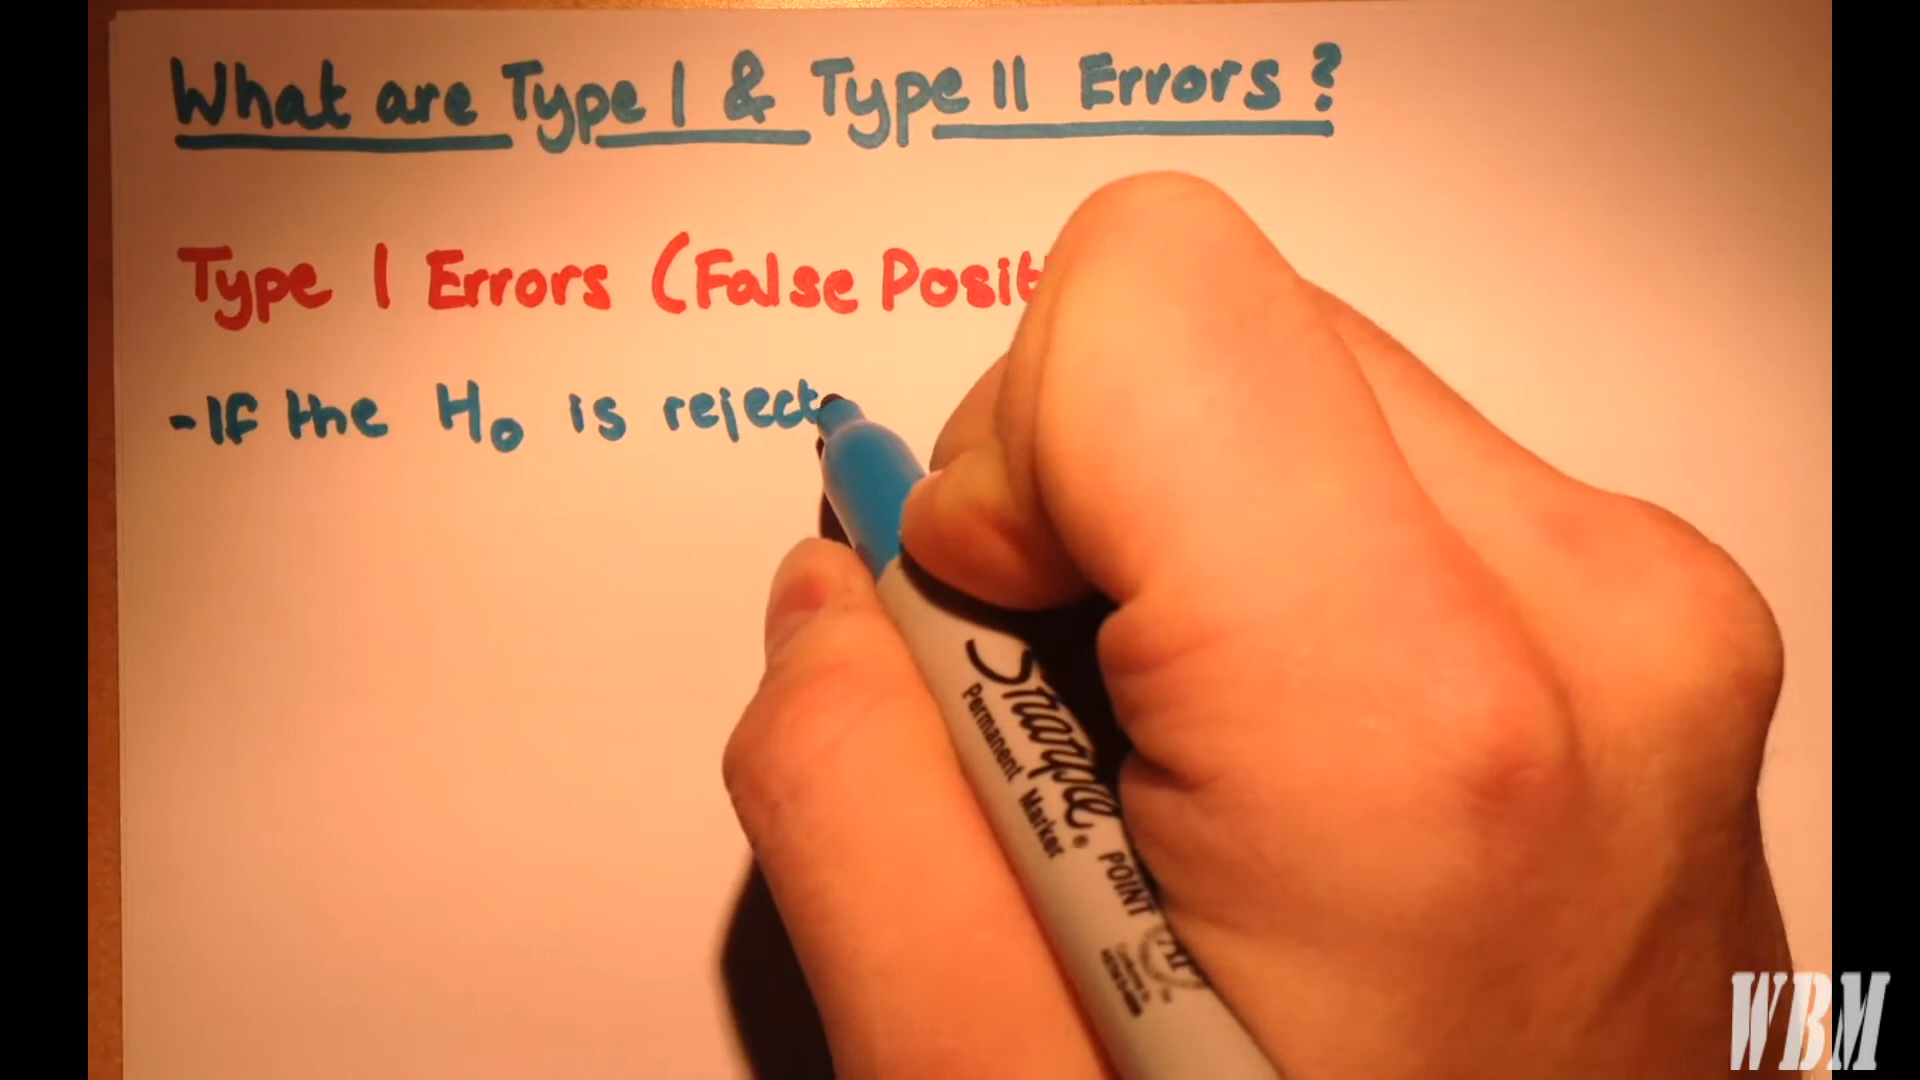 What are Type I & Type II Errors?
Type I Errors (False Posit
-If the H₀ is reject
Sharpie.
Permanent Marker
POINT
WBM